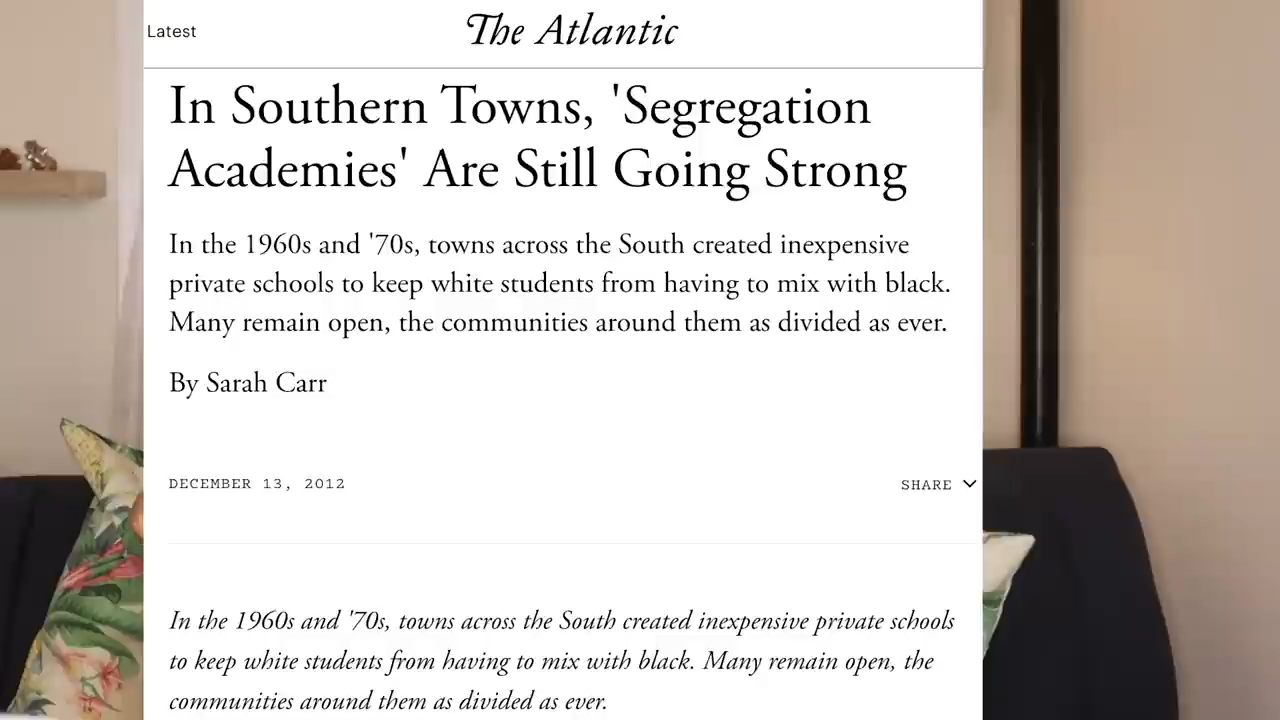 Latest
The Atlantic
In Southern Towns, 'Segregation
Academies' Are Still Going Strong
In the 1960s and '70s, towns across the South created inexpensive
private schools to keep white students from having to mix with black.
Many remain open, the communities around them as divided as ever.
By Sarah Carr
DECEMBER 13, 2012
SHARE
In the 1960s and '70s, towns across the South created inexpensive private schools
to keep white students from having to mix with black. Many remain open, the
communities around them as divided as ever.